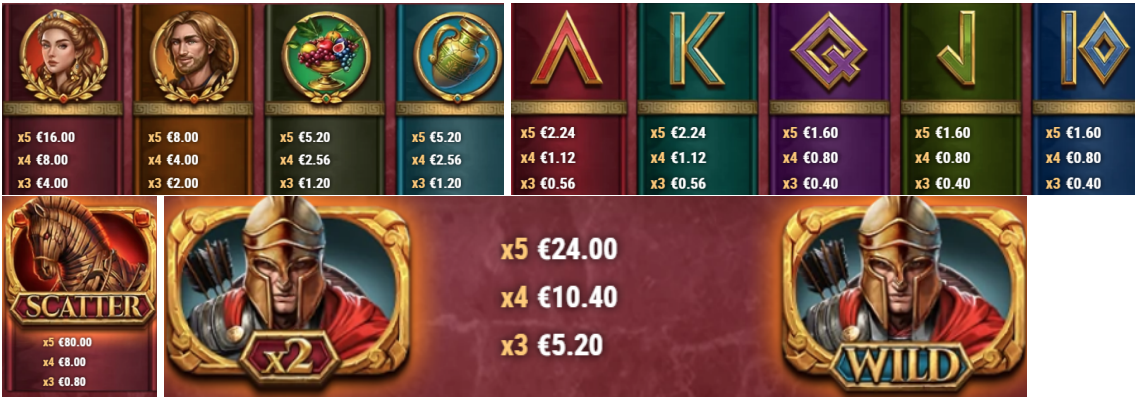 x5 €16.00
x4 €8.00
x3 €4.00
x5 €8.00
x4 €4.00
x3 €2.00
x5 €5.20
x4 €2.56
x3 €1.20
x5 €5.20
x4 €2.56
x3 €1.20
A
x5 €2.24
x4 €1.12
x3 €0.56
K
x5 €2.24
x4 €1.12
x3 €0.56
Q
x5 €1.60
x4 €0.80
x3 €0.40
J
x5 €1.60
x4 €0.80
x3 €0.40
10
x5 €1.60
x4 €0.80
x3 €0.40
SCATTER
x5 €80.00
x4 €8.00
x3 €0.80
x2
x5 €24.00
x4 €10.40
x3 €5.20
WILD